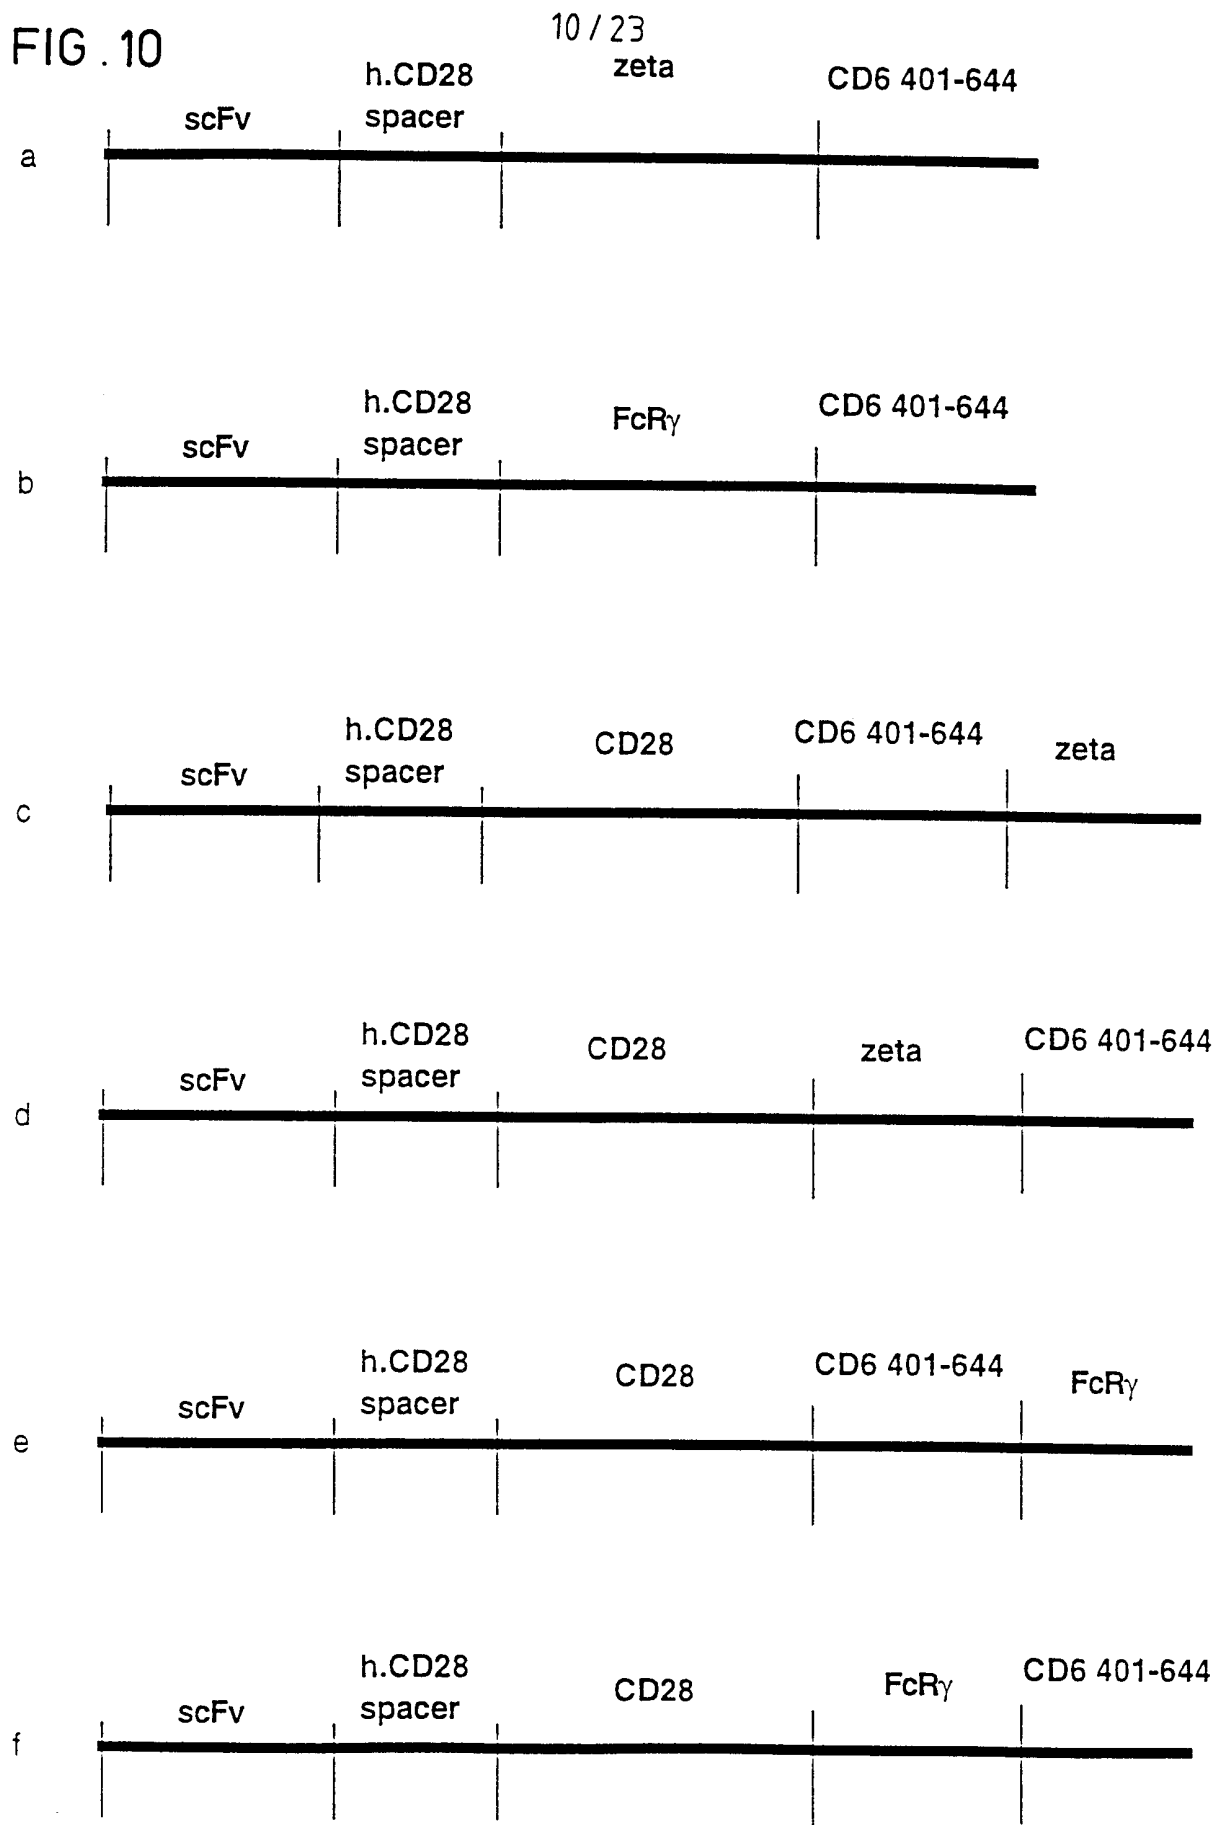 FIG. 10
10/23
scFv
h.CD28
spacer
zeta
CD6 401-644
a
scFv
h.CD28
spacer
FcRγ
CD6 401-644
b
scFv
h.CD28
spacer
CD28
CD6 401-644
zeta
c
scFv
h.CD28
spacer
CD28
zeta
CD6 401-644
d
scFv
h.CD28
spacer
CD28
CD6 401-644
FcRγ
e
scFv
h.CD28
spacer
CD28
FcRγ
CD6 401-644
f